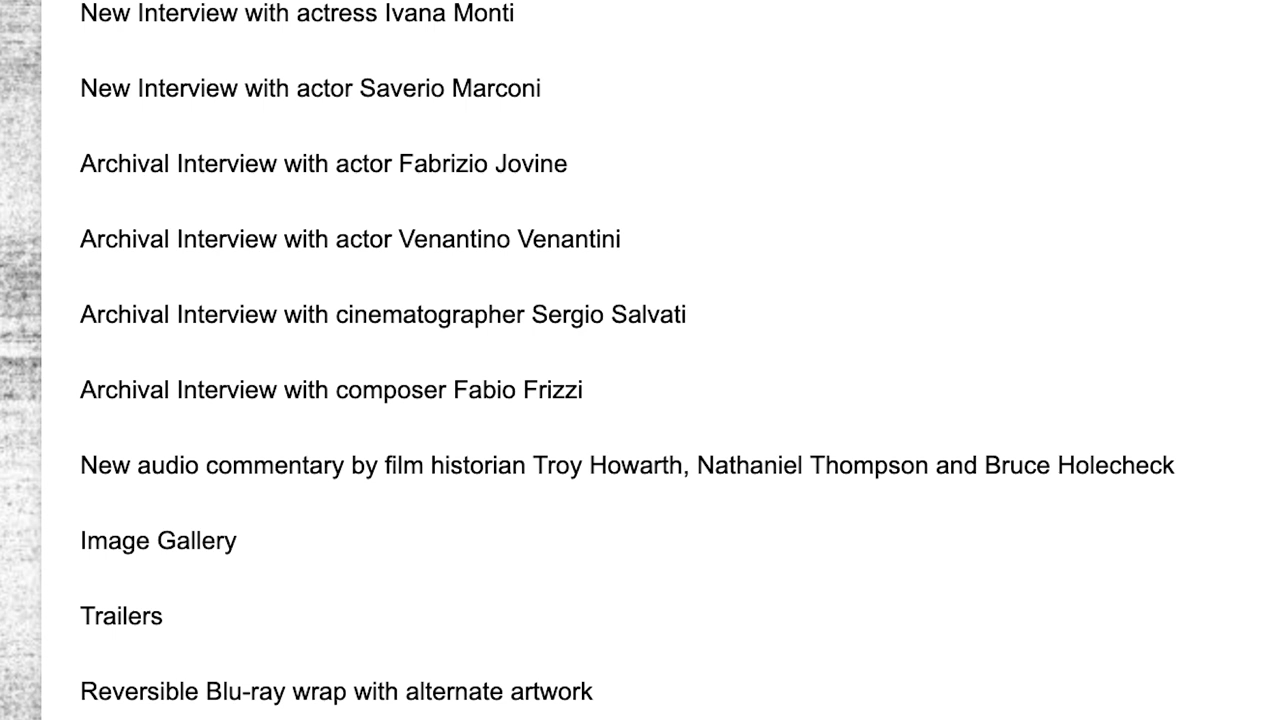 New Interview with actress Ivana Monti
New Interview with actor Saverio Marconi
Archival Interview with actor Fabrizio Jovine
Archival Interview with actor Venantino Venantini
Archival Interview with cinematographer Sergio Salvati
Archival Interview with composer Fabio Frizzi
New audio commentary by film historian Troy Howarth, Nathaniel Thompson and Bruce Holecheck
Image Gallery
Trailers
Reversible Blu-ray wrap with alternate artwork